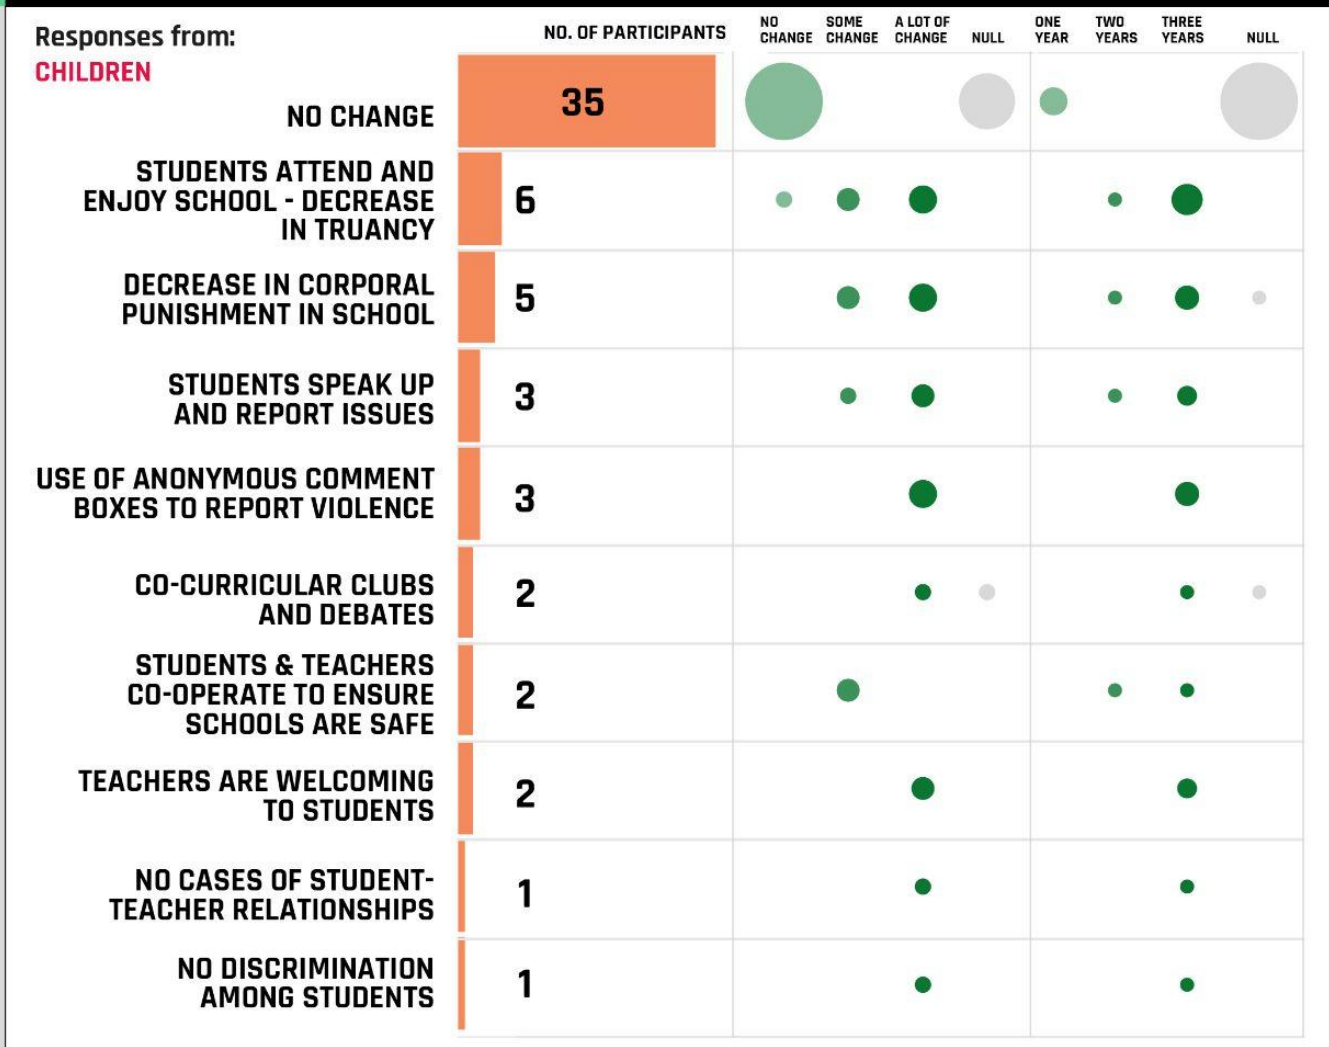 Responses from:
CHILDREN
NO. OF PARTICIPANTS
NO
CHANGE
SOME
CHANGE
A LOT OF
CHANGE
NULL
ONE
YEAR
TWO
YEARS
THREE
YEARS
NULL
NO CHANGE
35
STUDENTS ATTEND AND
ENJOY SCHOOL - DECREASE
IN TRUANCY
6
DECREASE IN CORPORAL
PUNISHMENT IN SCHOOL
5
STUDENTS SPEAK UP
AND REPORT ISSUES
3
USE OF ANONYMOUS COMMENT
BOXES TO REPORT VIOLENCE
3
CO-CURRICULAR CLUBS
AND DEBATES
2
STUDENTS & TEACHERS
CO-OPERATE TO ENSURE
SCHOOLS ARE SAFE
2
TEACHERS ARE WELCOMING
TO STUDENTS
2
NO CASES OF STUDENT-
TEACHER RELATIONSHIPS
1
NO DISCRIMINATION
AMONG STUDENTS
1